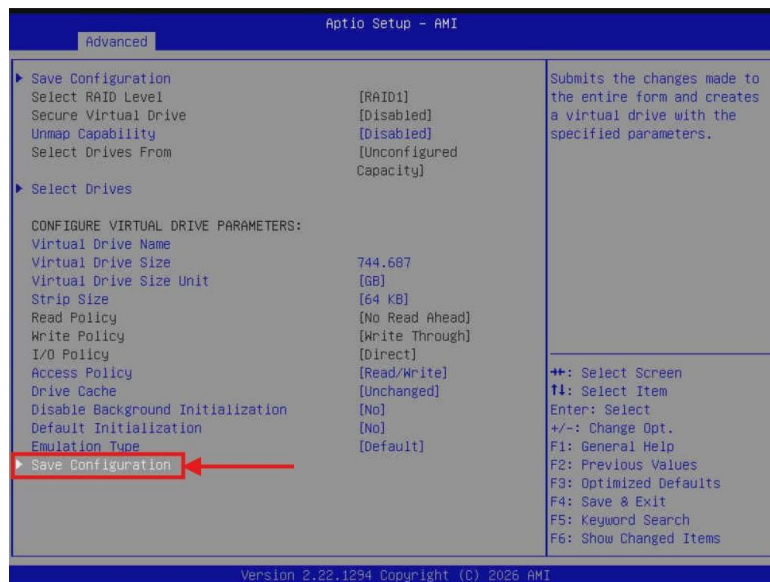 Aptio Setup - AMI
Advanced
Save Configuration
Select RAID Level [RAID1]
Secure Virtual Drive [Disabled]
Unmap Capability [Disabled]
Select Drives From [Unconfigured
Capacity]
Select Drives
CONFIGURE VIRTUAL DRIVE PARAMETERS:
Virtual Drive Name
Virtual Drive Size 744.687
Virtual Drive Size Unit [GB]
Strip Size [64 KB]
Read Policy [No Read Ahead]
Write Policy [Write Through]
I/O Policy [Direct]
Access Policy [Read/Write]
Drive Cache [Unchanged]
Disable Background Initialization [No]
Default Initialization [No]
Emulation Type [Default]
Save Configuration
Submits the changes made to
the entire form and creates
a virtual drive with the
specified parameters.
→←: Select Screen
↑↓: Select Item
Enter: Select
+/-: Change Opt.
F1: General Help
F2: Previous Values
F3: Optimized Defaults
F4: Save & Exit
F5: Keyword Search
F6: Show Changed Items
Version 2.22.1294 Copyright (C) 2026 AMI